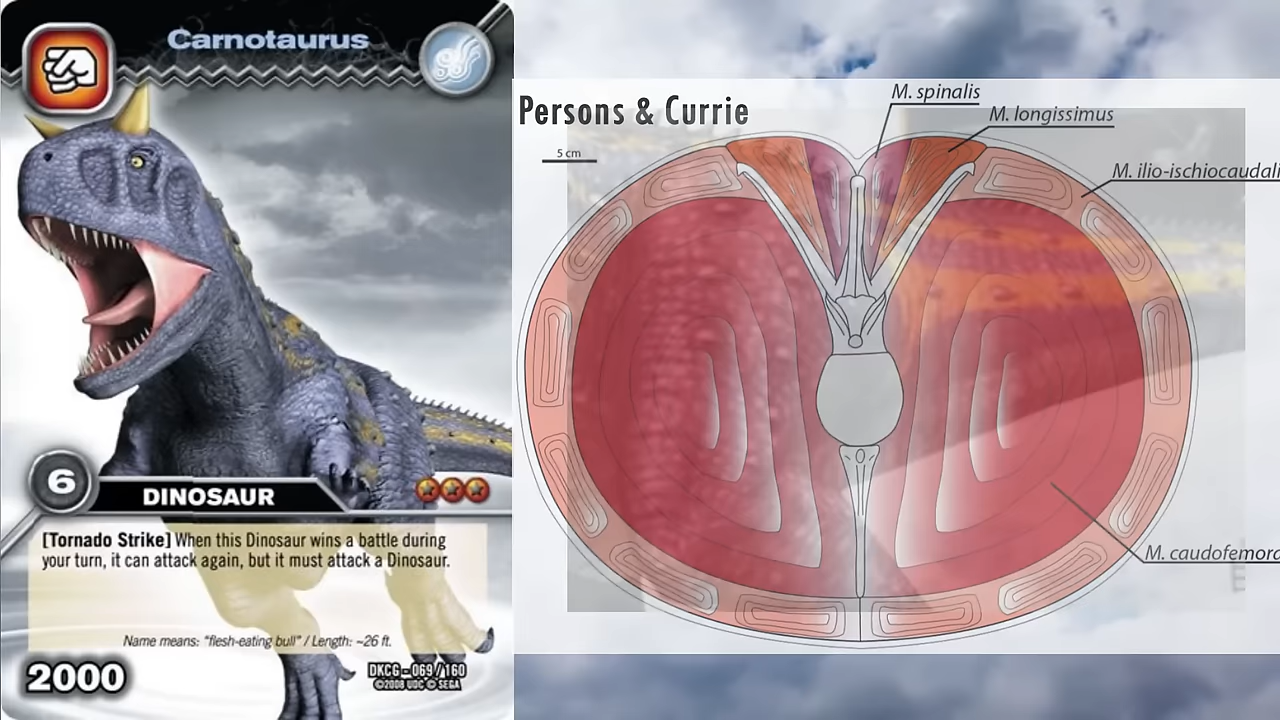 Carnotaurus
6
DINOSAUR
[Tornado Strike] When this Dinosaur wins a battle during
your turn, it can attack again, but it must attack a Dinosaur.
Name means: "flesh-eating bull" / Length: ~26 ft.
2000
DKCG - 069/160
©2008 UDC © SEGA
Persons & Currie
5 cm
M. spinalis
M. longissimus
M. ilio-ischiocaudali
M. caudofemora